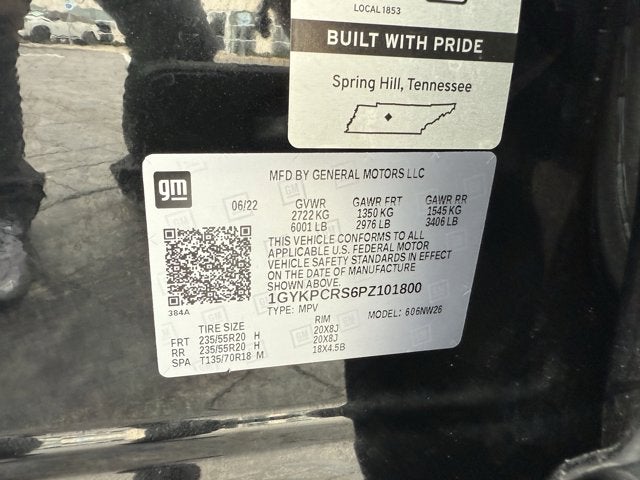 LOCAL 1853
BUILT WITH PRIDE
Spring Hill, Tennessee
gm
MFD BY GENERAL MOTORS LLC
06/22 GVWR GAWR FRT GAWR RR
2722 KG 1350 KG 1545 KG
6001 LB 2976 LB 3406 LB
THIS VEHICLE CONFORMS TO ALL
APPLICABLE U.S. FEDERAL MOTOR
VEHICLE SAFETY STANDARDS IN EFFECT
ON THE DATE OF MANUFACTURE
SHOWN ABOVE.
1GYKPCRS6PZ101800
384A TYPE: MPV MODEL: 606NW26
TIRE SIZE RIM
FRT 235/55R20 H 20X8J
RR 235/55R20 H 20X8J
SPA T135/70R18 M 18X4.5B